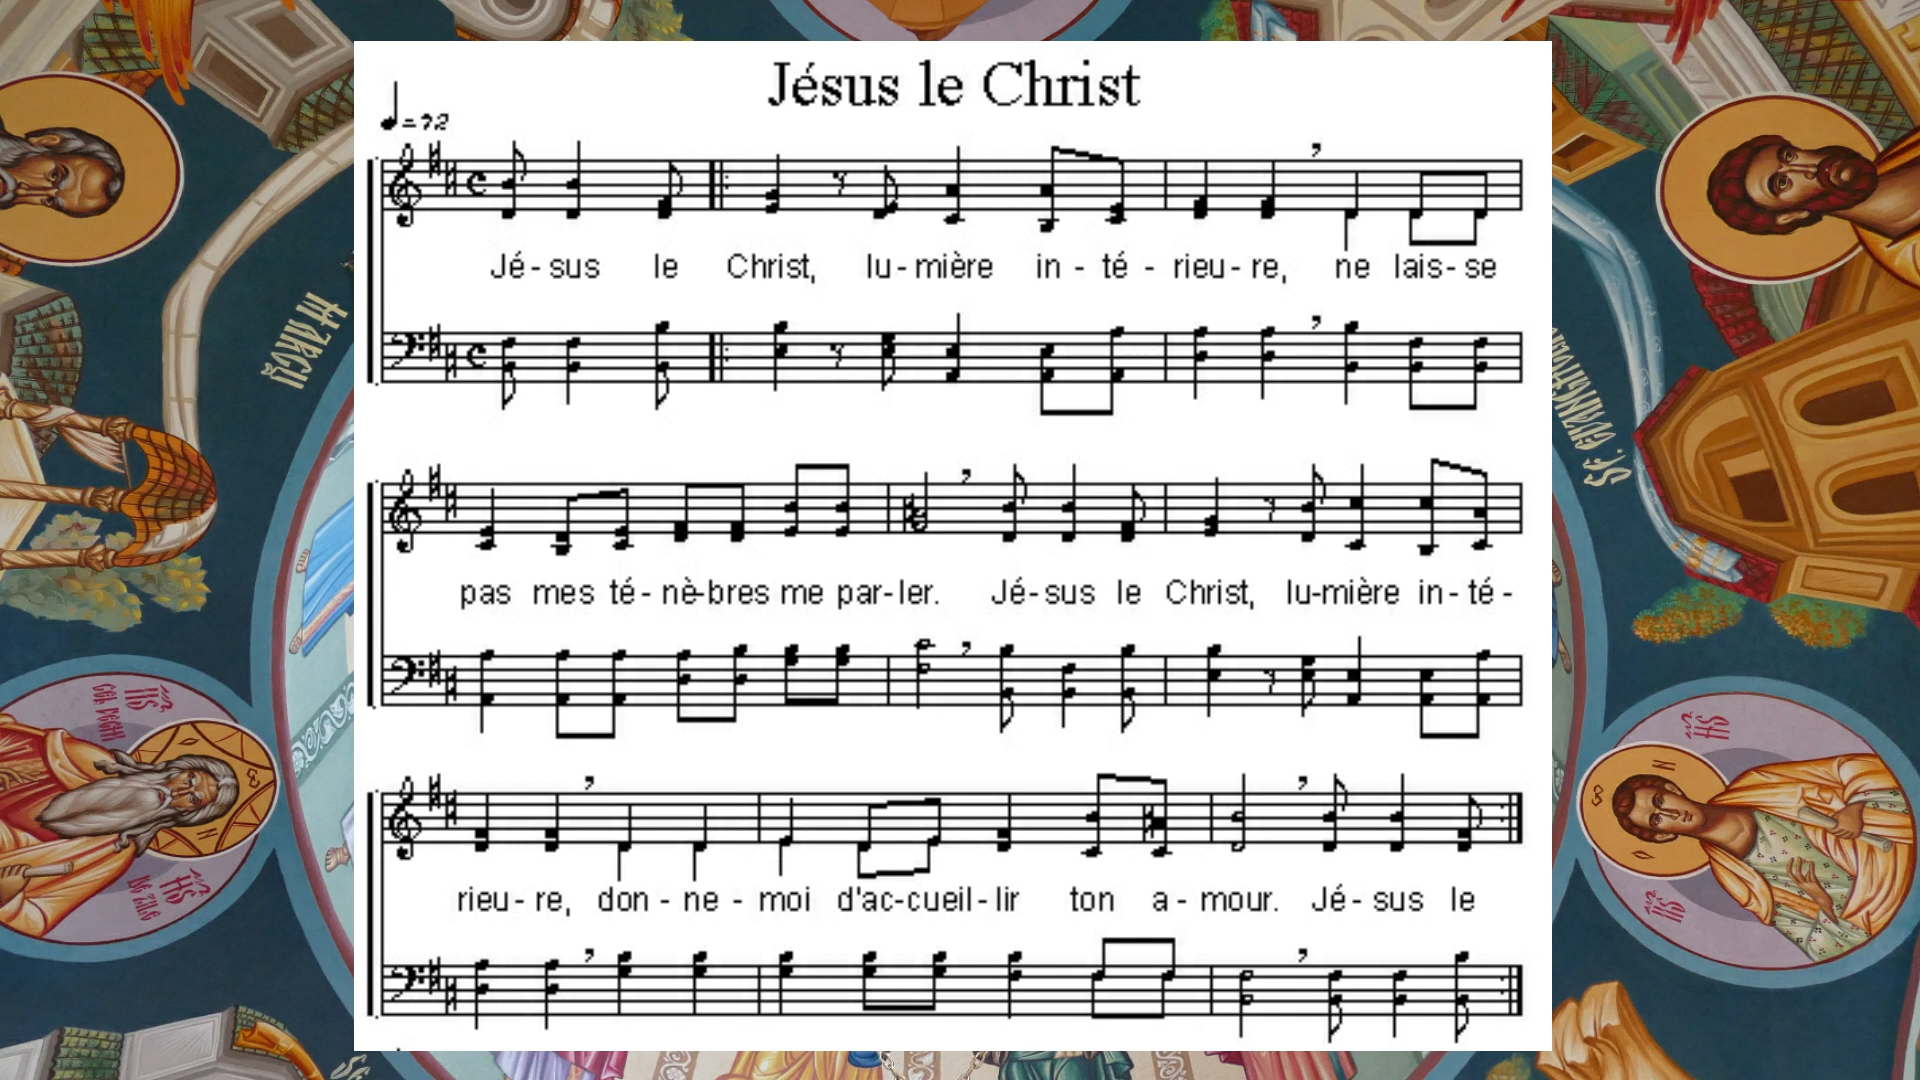 Jésus le Christ
=72
Jé - sus le Christ, lu - mière in - té - rieu - re, ne lais - se
pas mes té - nè-bres me par-ler. Jé - sus le Christ, lu-mière in - té -
rieu - re, don - ne - moi d'ac-cueil-lir ton a - mour. Jé - sus le